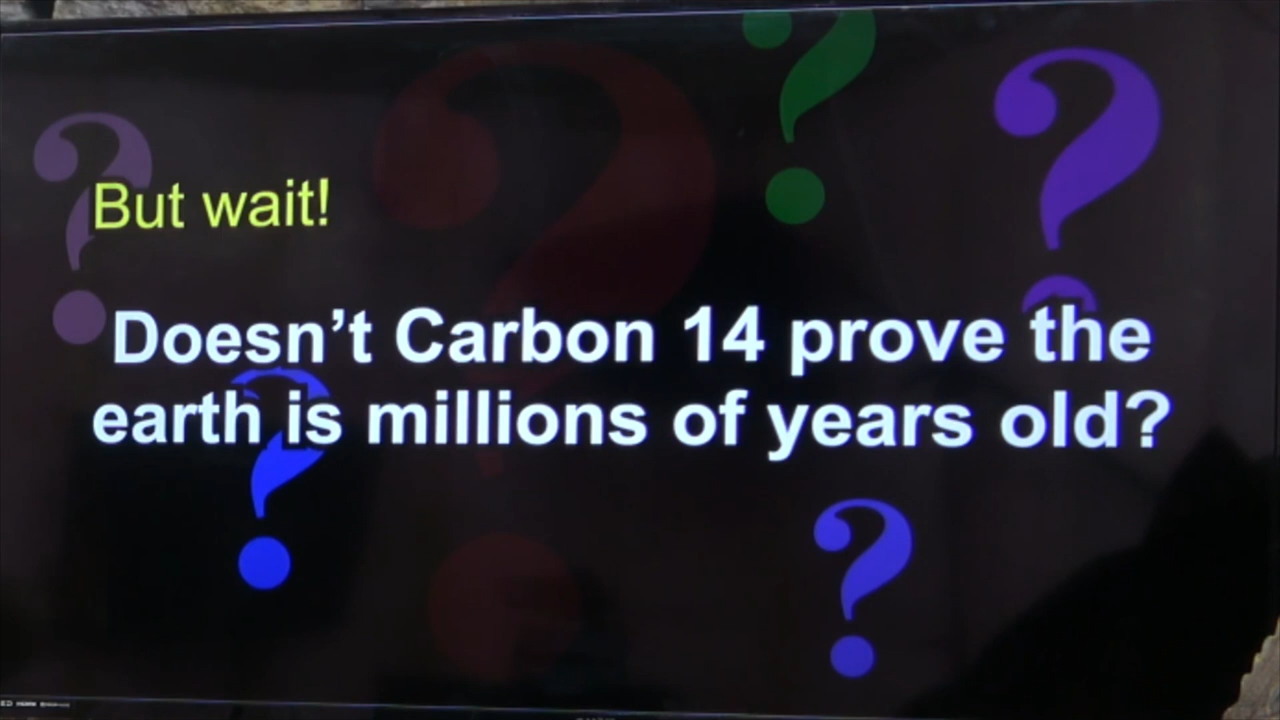 But wait!
Doesn’t Carbon 14 prove the
earth is millions of years old?